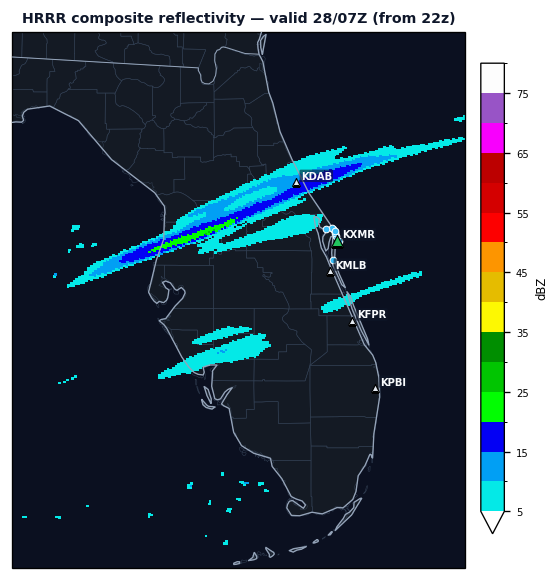 HRRR composite reflectivity — valid 28/07Z (from 22z)
KDAB
KXMR
KMLB
KFPR
KPBI
75
65
55
45
35
25
15
5
dBZ